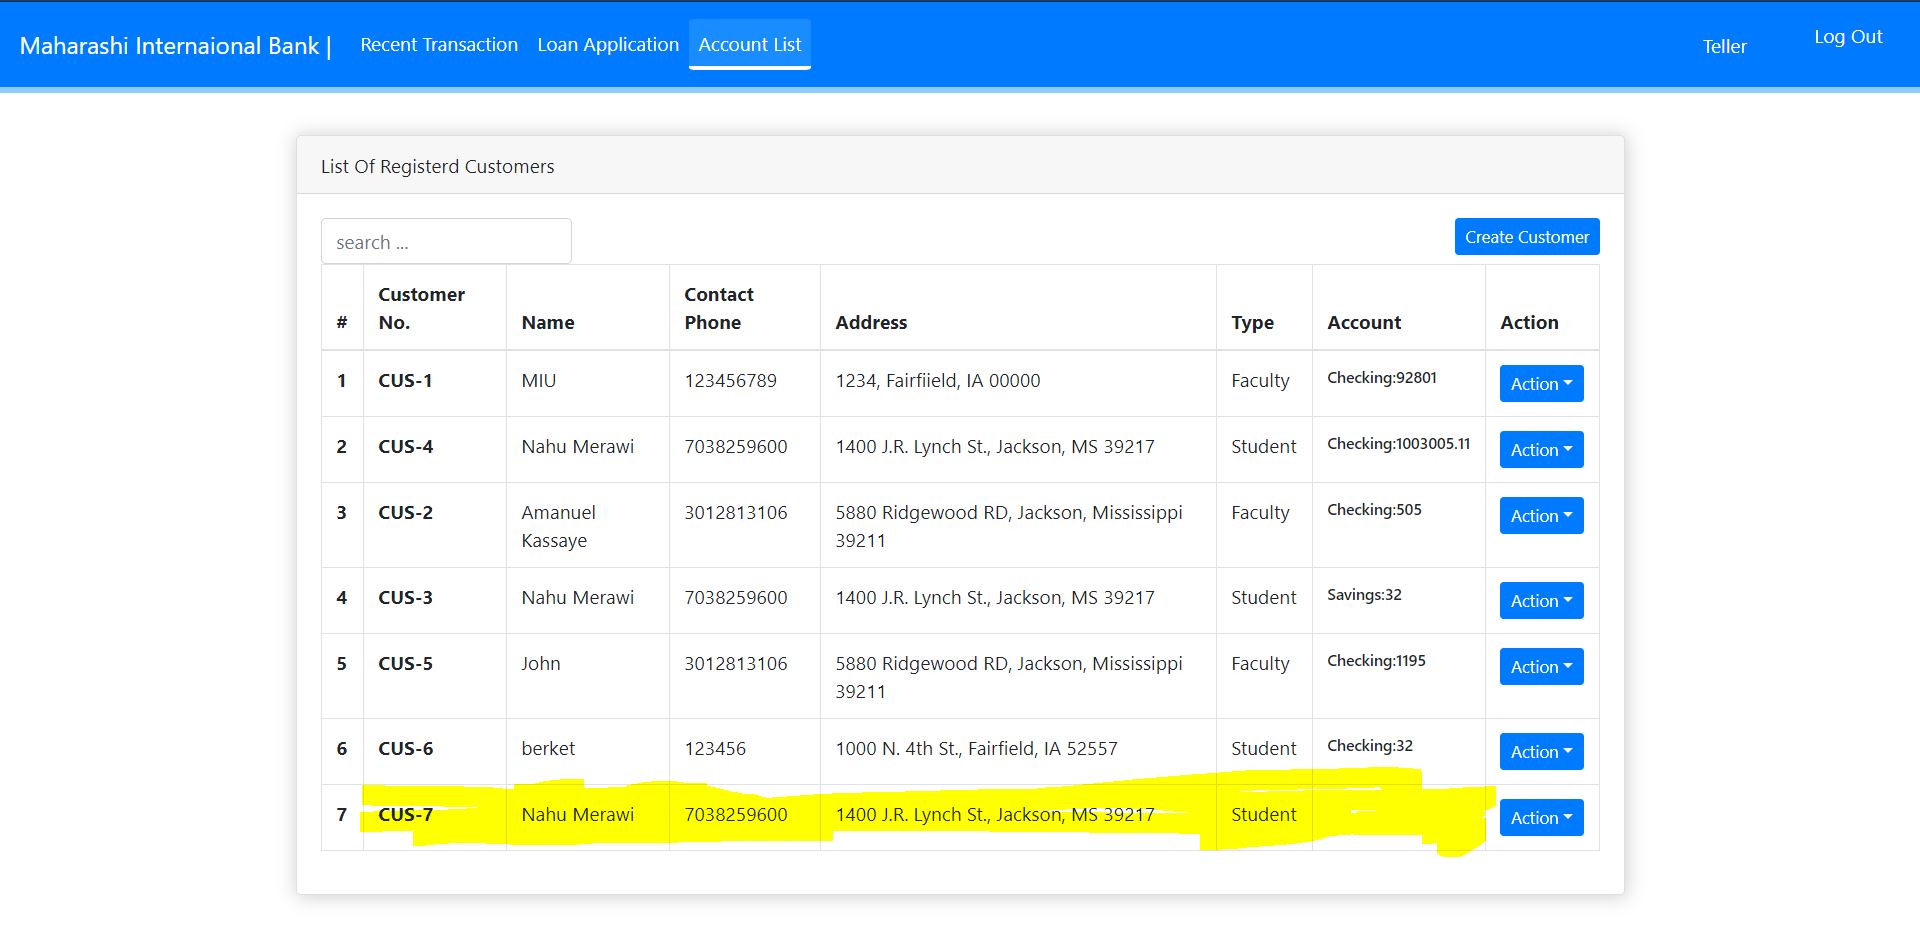 Maharashi Internaional Bank | Recent Transaction Loan Application Account List Teller Log Out
List Of Registerd Customers
search ... Create Customer
# Customer No. Name Contact Phone Address Type Account Action
1 CUS-1 MIU 123456789 1234, Fairfiield, IA 00000 Faculty Checking:92801 Action
2 CUS-4 Nahu Merawi 7038259600 1400 J.R. Lynch St., Jackson, MS 39217 Student Checking:1003005.11 Action
3 CUS-2 Amanuel Kassaye 3012813106 5880 Ridgewood RD, Jackson, Mississippi 39211 Faculty Checking:505 Action
4 CUS-3 Nahu Merawi 7038259600 1400 J.R. Lynch St., Jackson, MS 39217 Student Savings:32 Action
5 CUS-5 John 3012813106 5880 Ridgewood RD, Jackson, Mississippi 39211 Faculty Checking:1195 Action
6 CUS-6 berket 123456 1000 N. 4th St., Fairfield, IA 52557 Student Checking:32 Action
7 CUS-7 Nahu Merawi 7038259600 1400 J.R. Lynch St., Jackson, MS 39217 Student Action